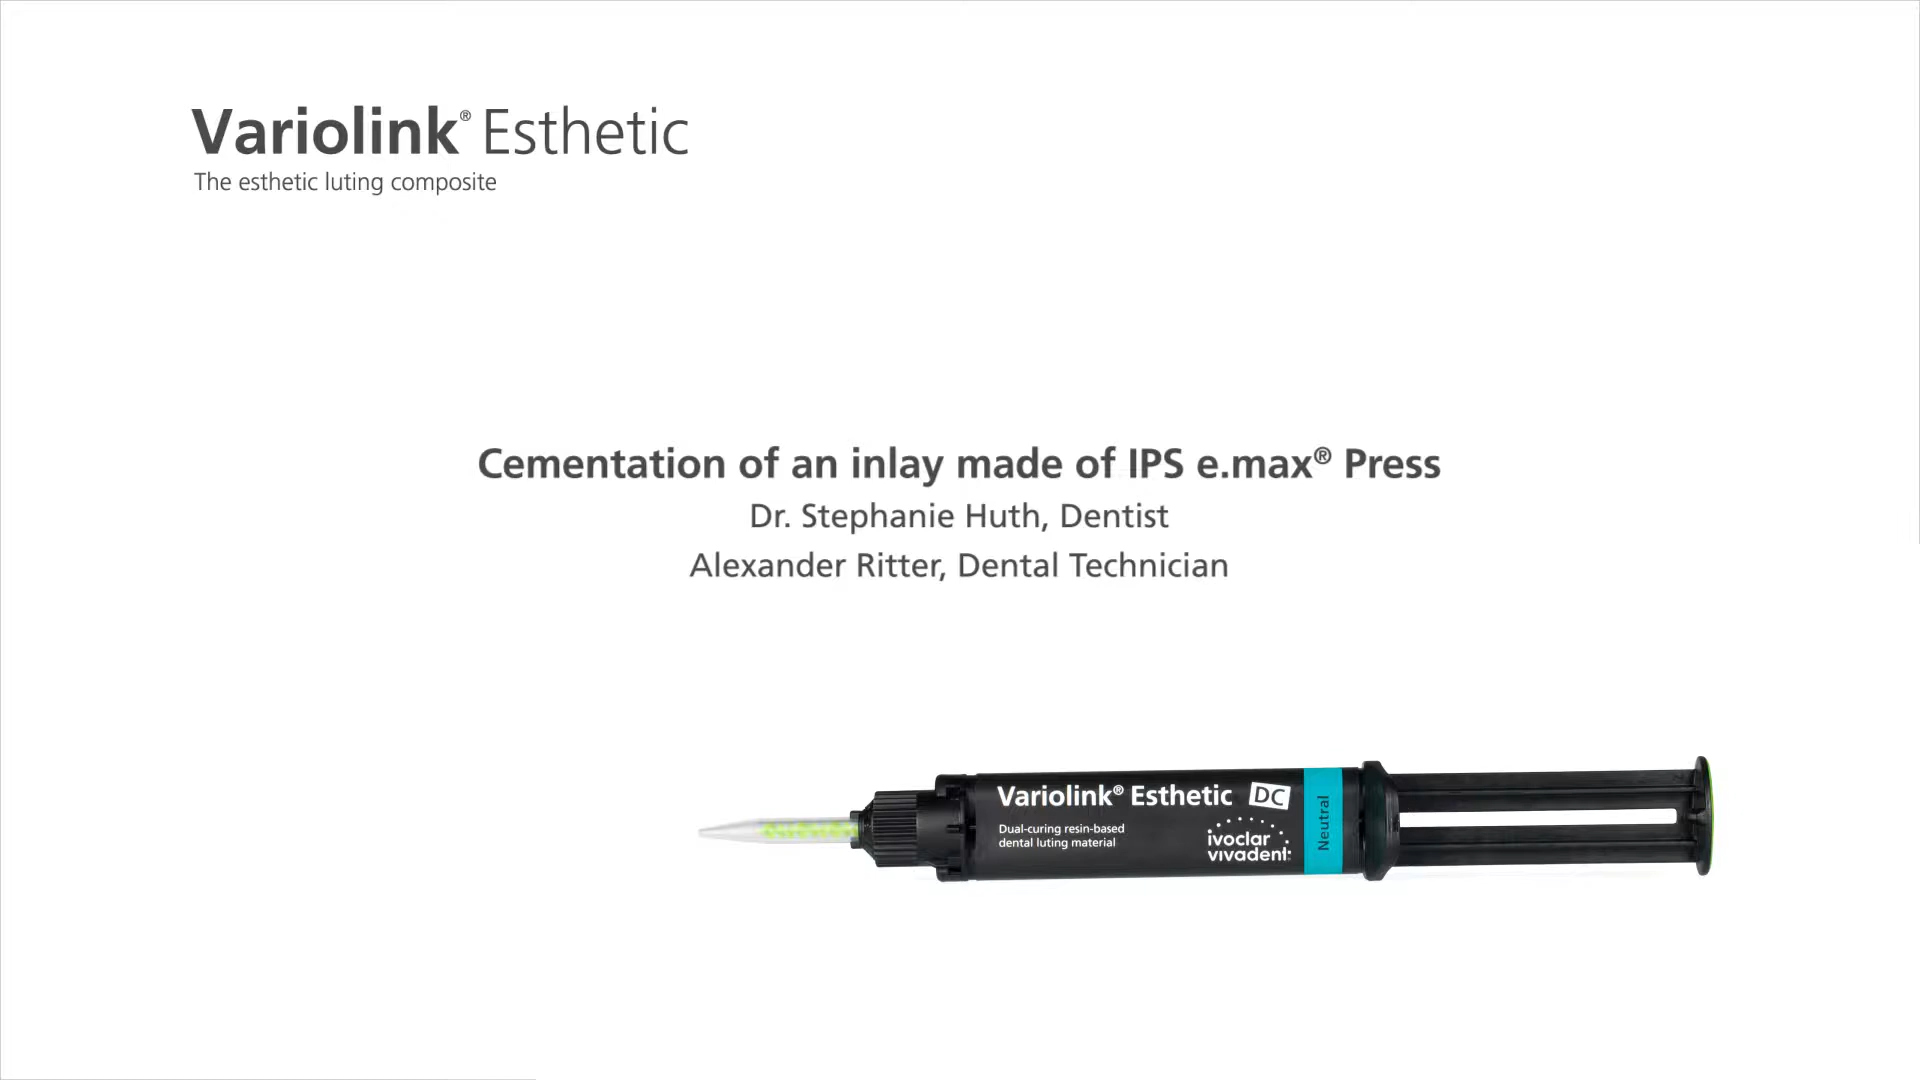 Variolink® Esthetic
The esthetic luting composite
Cementation of an inlay made of IPS e.max® Press
Dr. Stephanie Huth, Dentist
Alexander Ritter, Dental Technician
Variolink® Esthetic DC
Dual-curing resin-based
dental luting material
ivoclar
vivadent
Neutral